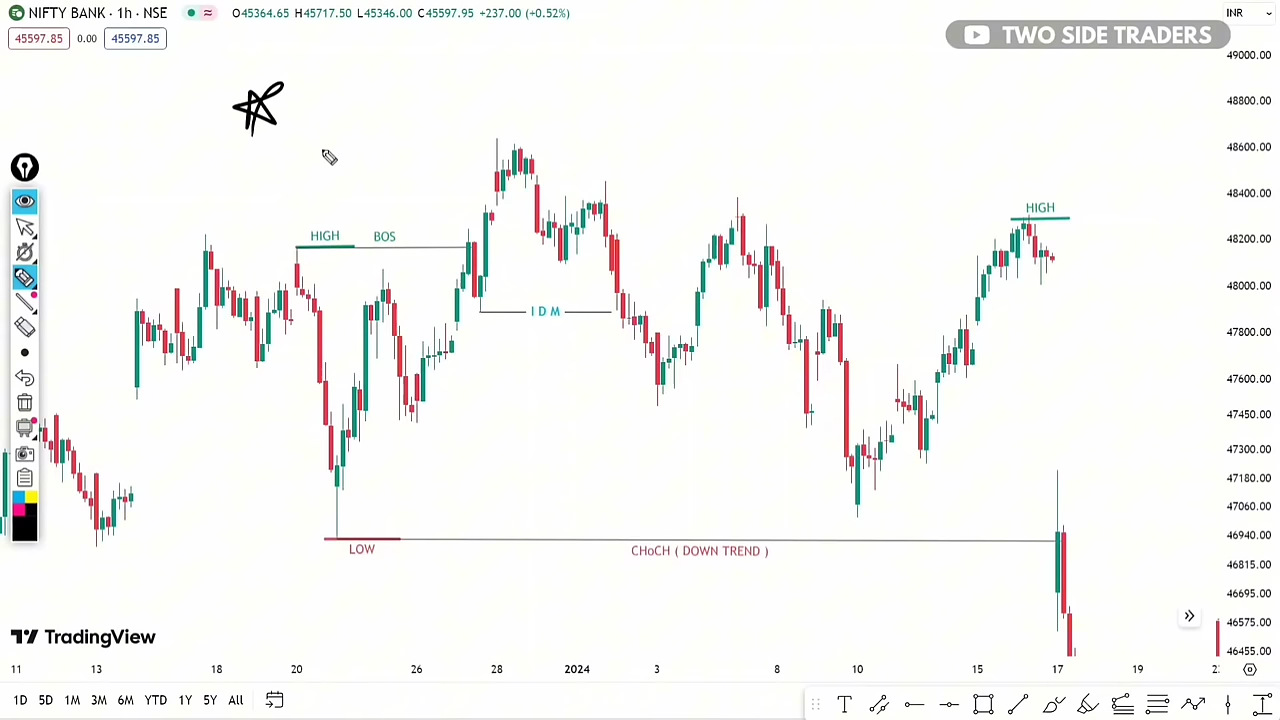 NIFTY BANK · 1h · NSE
O45364.65 H45717.50 L45346.00 C45597.95 +237.00 (+0.52%)
INR
45597.85 0.00 45597.85
TWO SIDE TRADERS
49000.00
48800.00
48600.00
48400.00
48200.00
48000.00
47800.00
47600.00
47450.00
47300.00
47180.00
47060.00
46940.00
46815.00
46695.00
46575.00
46455.00
HIGH BOS
HIGH
I D M
LOW
CHoCH ( DOWN TREND )
TradingView
11 13 18 20 26 28 2024 3 8 10 15 17 19
1D 5D 1M 3M 6M YTD 1Y 5Y All